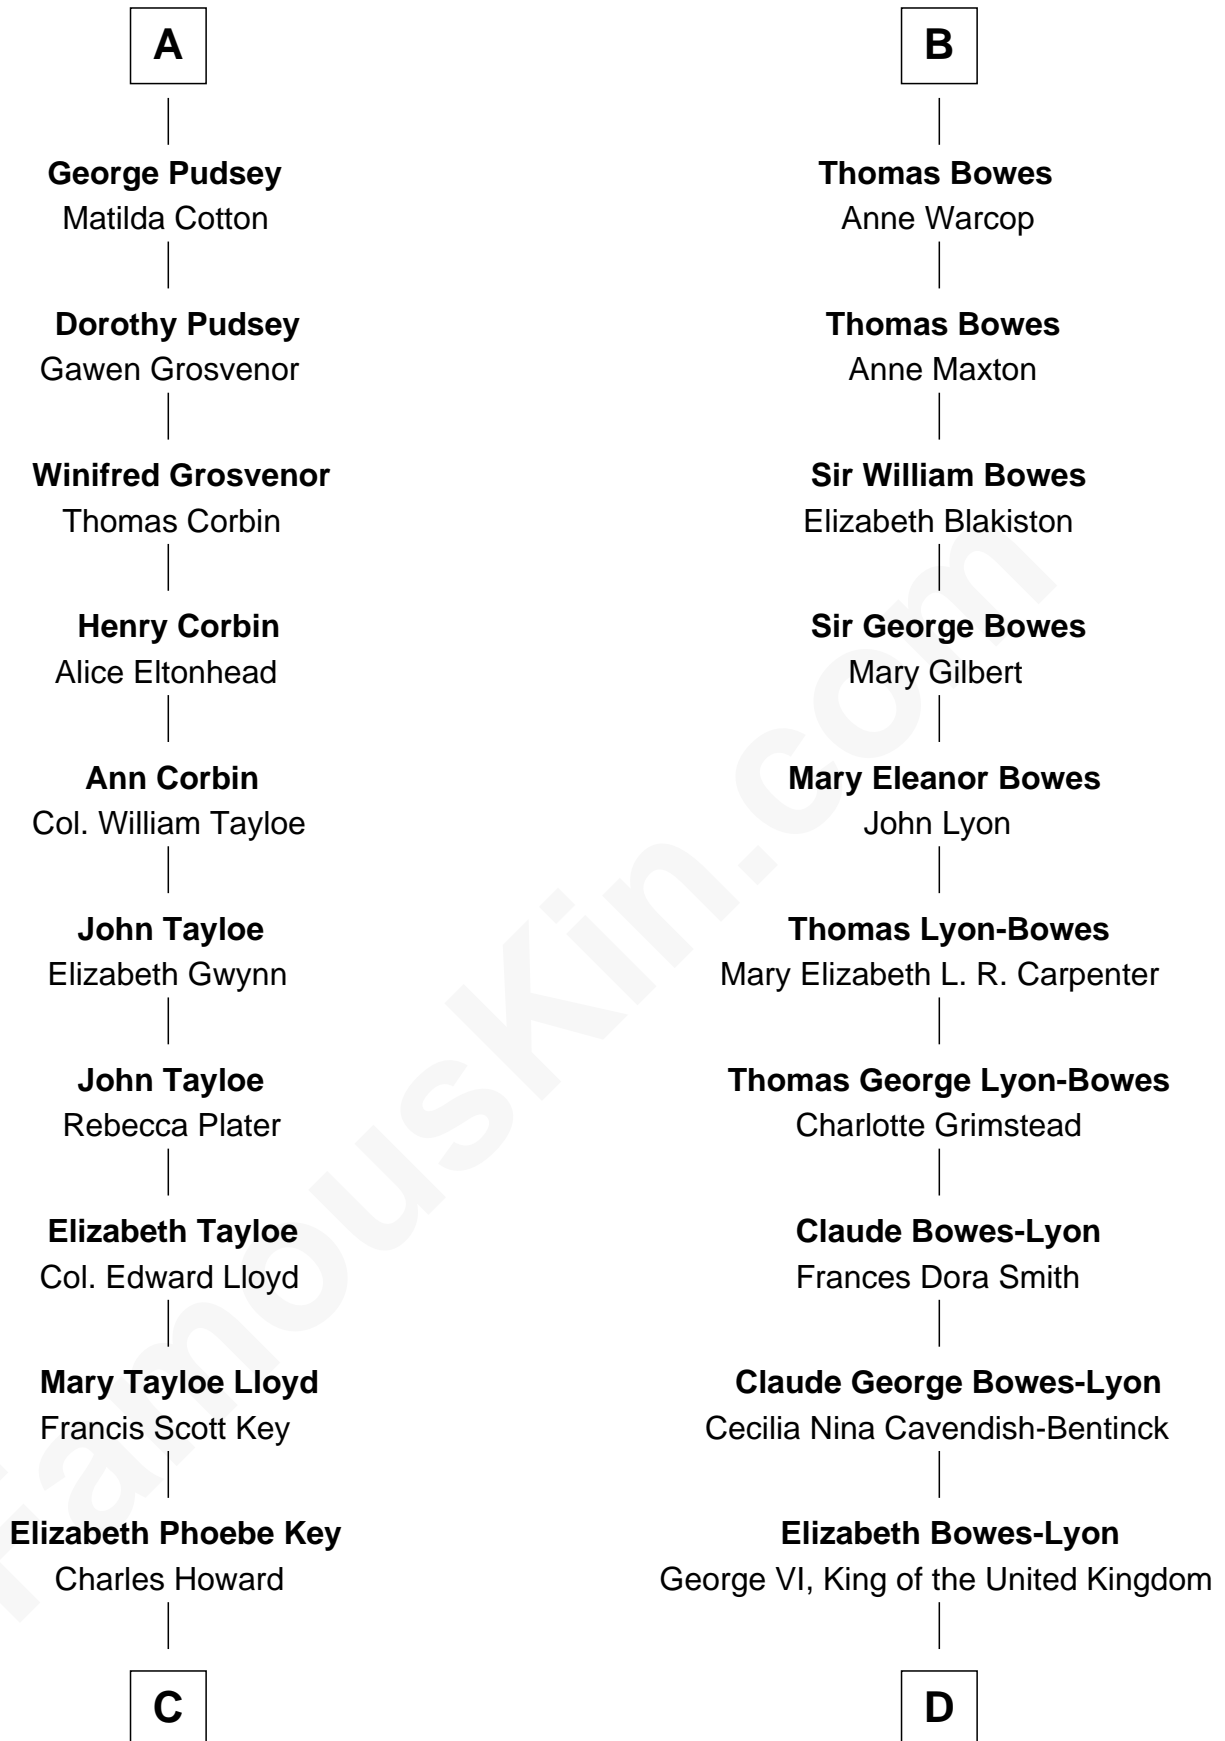 A
George Pudsey
Matilda Cotton
Dorothy Pudsey
Gawen Grosvenor
Winifred Grosvenor
Thomas Corbin
Henry Corbin
Alice Eltonhead
Ann Corbin
Col. William Tayloe
John Tayloe
Elizabeth Gwynn
John Tayloe
Rebecca Plater
Elizabeth Tayloe
Col. Edward Lloyd
Mary Tayloe Lloyd
Francis Scott Key
Elizabeth Phoebe Key
Charles Howard
C
B
Thomas Bowes
Anne Warcop
Thomas Bowes
Anne Maxton
Sir William Bowes
Elizabeth Blakiston
Sir George Bowes
Mary Gilbert
Mary Eleanor Bowes
John Lyon
Thomas Lyon-Bowes
Mary Elizabeth L. R. Carpenter
Thomas George Lyon-Bowes
Charlotte Grimstead
Claude Bowes-Lyon
Frances Dora Smith
Claude George Bowes-Lyon
Cecilia Nina Cavendish-Bentinck
Elizabeth Bowes-Lyon
George VI, King of the United Kingdom
D
FamousKin.com